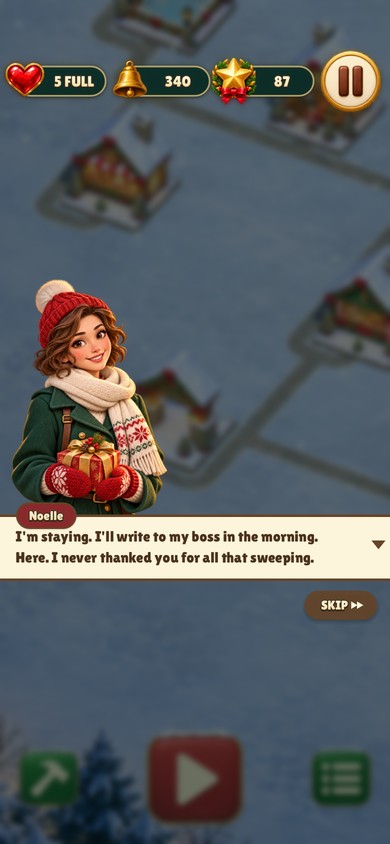 5 FULL
340
87
Noelle
I'm staying. I'll write to my boss in the morning.
Here. I never thanked you for all that sweeping.
SKIP